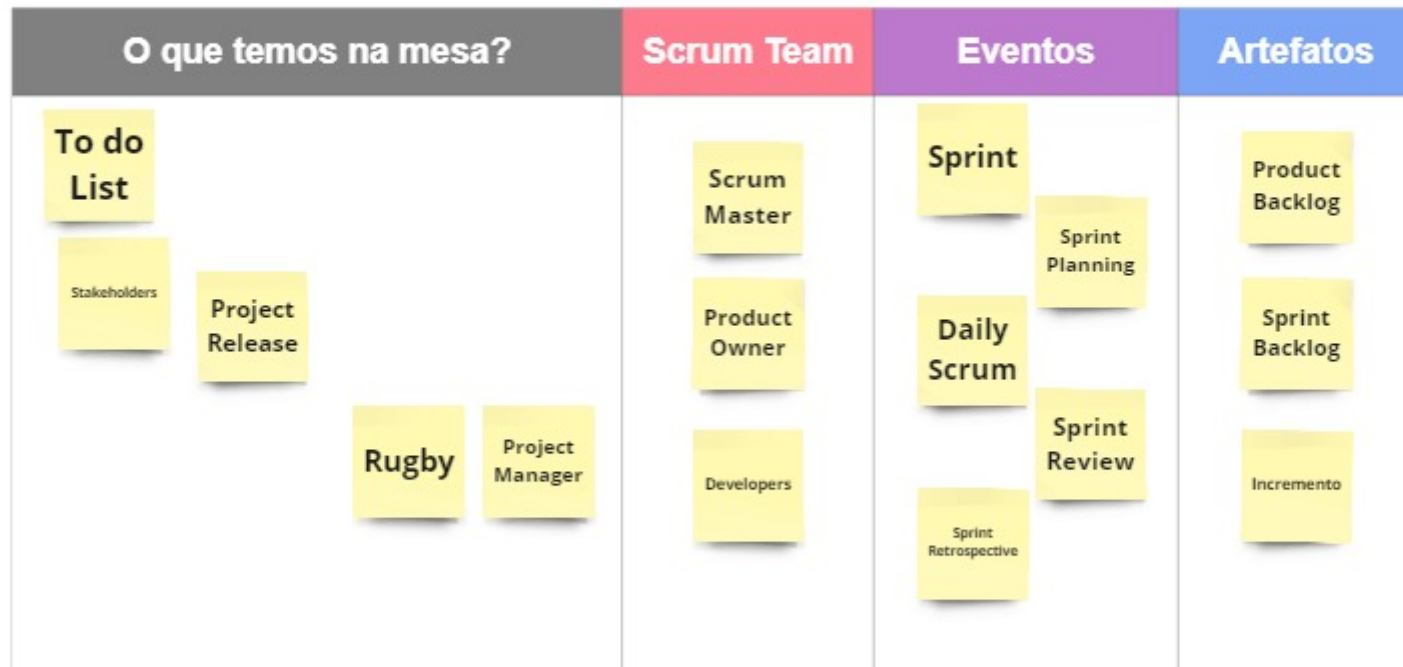 O que temos na mesa?
Scrum Team
Eventos
Artefatos
To do
List
Stakeholders
Project
Release
Rugby
Project
Manager
Scrum
Master
Product
Owner
Developers
Sprint
Sprint
Planning
Daily
Scrum
Sprint
Review
Sprint
Retrospective
Product
Backlog
Sprint
Backlog
Incremento